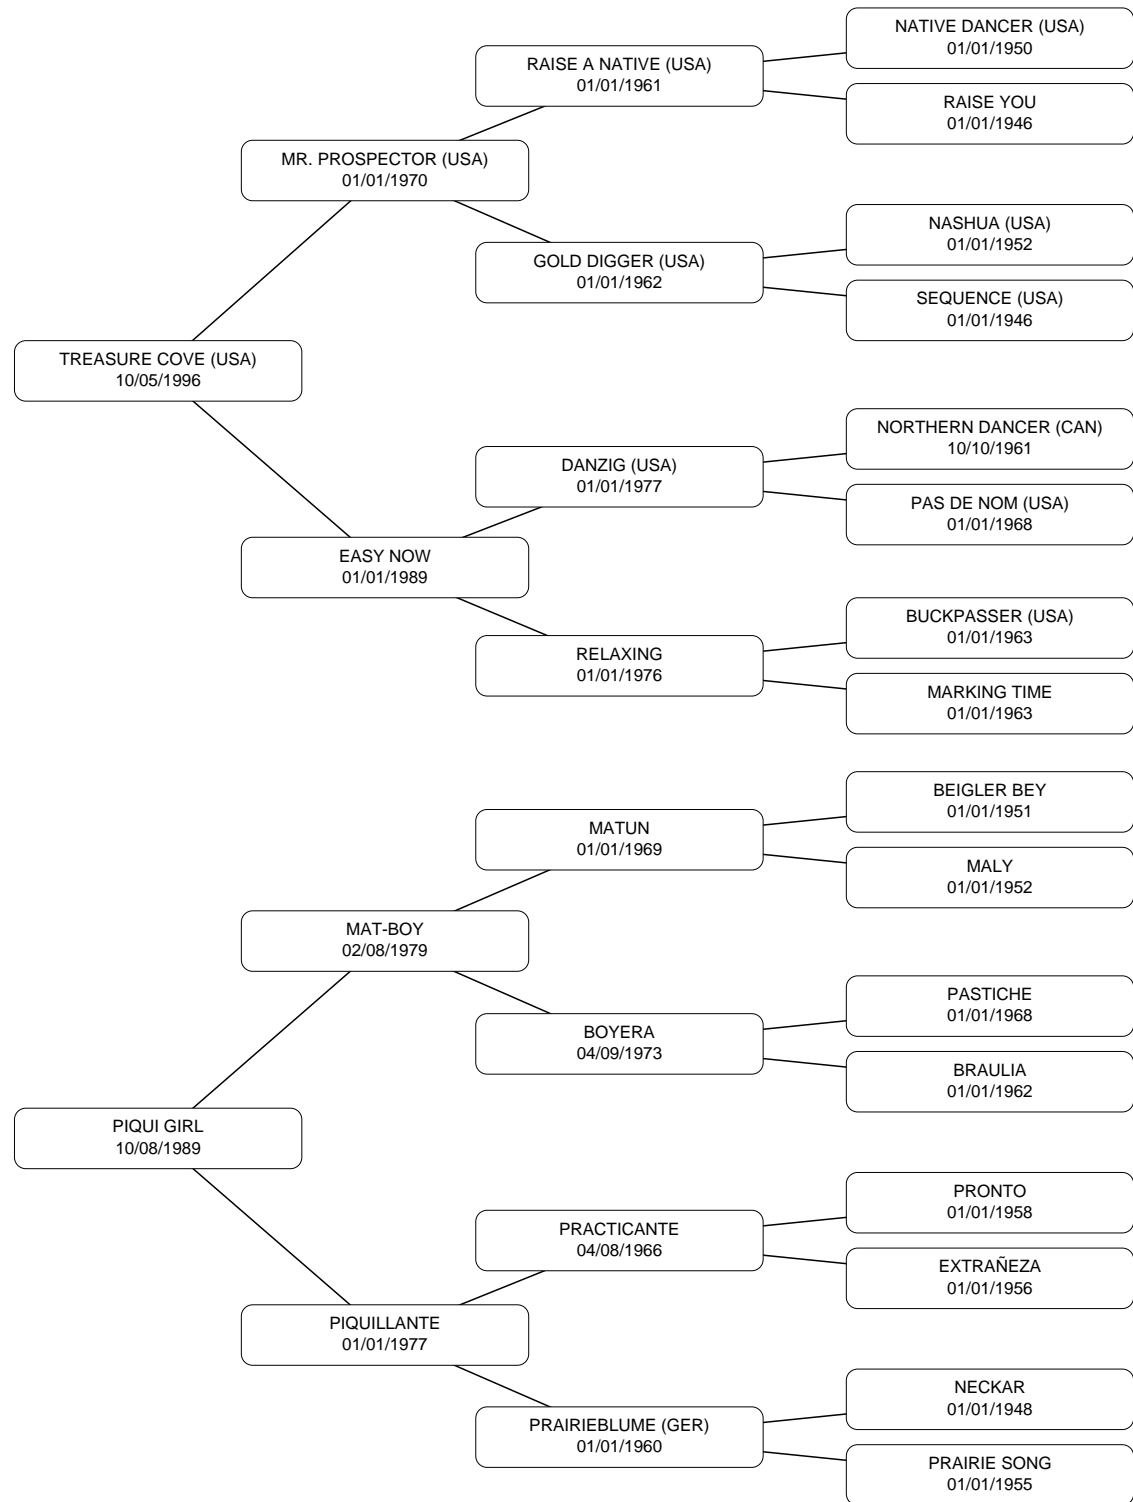 NATIVE DANCER (USA)
01/01/1950
RAISE A NATIVE (USA)
01/01/1961
RAISE YOU
01/01/1946
MR. PROSPECTOR (USA)
01/01/1970
NASHUA (USA)
01/01/1952
GOLD DIGGER (USA)
01/01/1962
SEQUENCE (USA)
01/01/1946
TREASURE COVE (USA)
10/05/1996
NORTHERN DANCER (CAN)
10/10/1961
DANZIG (USA)
01/01/1977
PAS DE NOM (USA)
01/01/1968
EASY NOW
01/01/1989
BUCKPASSER (USA)
01/01/1963
RELAXING
01/01/1976
MARKING TIME
01/01/1963
BEIGLER BEY
01/01/1951
MATUN
01/01/1969
MALY
01/01/1952
MAT-BOY
02/08/1979
PASTICHE
01/01/1968
BOYERA
04/09/1973
BRAULIA
01/01/1962
PIQUI GIRL
10/08/1989
PRONTO
01/01/1958
PRACTICANTE
04/08/1966
EXTRAÑEZA
01/01/1956
PIQUILLANTE
01/01/1977
NECKAR
01/01/1948
PRAIRIEBLUME (GER)
01/01/1960
PRAIRIE SONG
01/01/1955